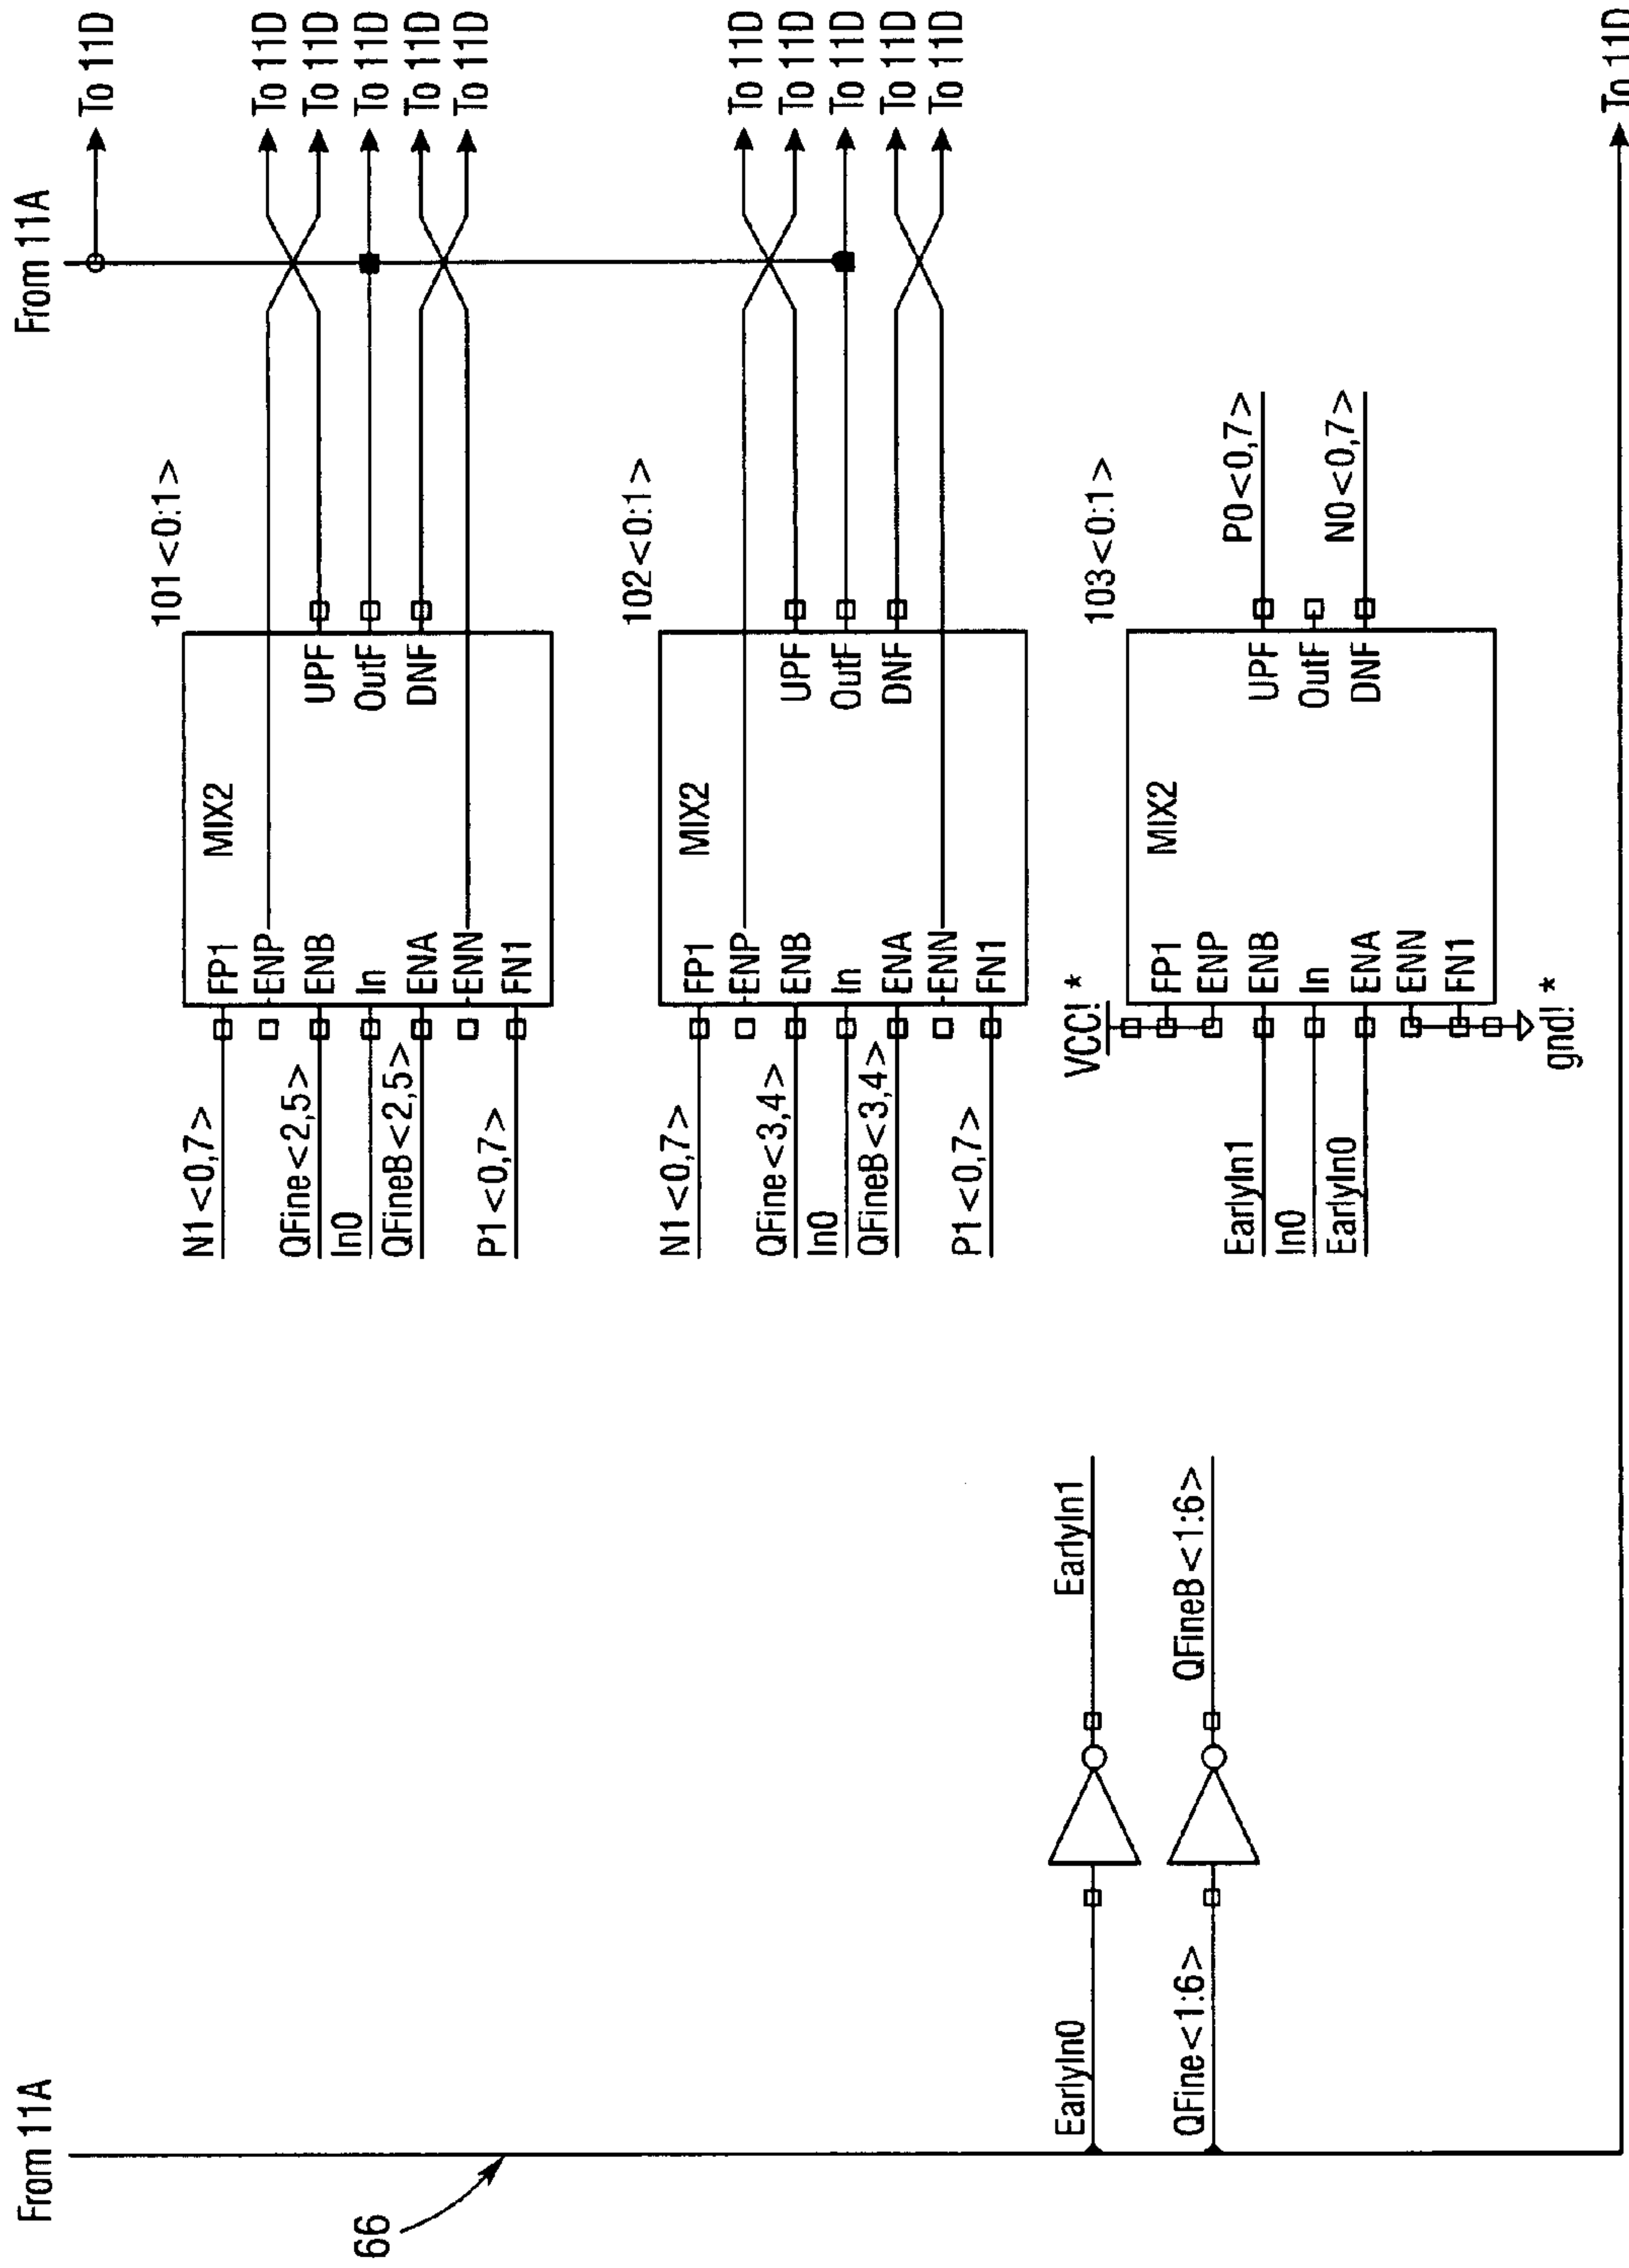 From 11A
66
EarlyIn0
EarlyIn1
QFine<1:6>
QFineB<1:6>
From 11A
To 11D
101<0:1>
N1<0,7>
QFine<2,5>
In0
QFineB<2,5>
P1<0,7>
FP1
ENP
ENB
In
ENA
ENN
FN1
MIX2
UPF
OutF
DNF
To 11D
To 11D
To 11D
To 11D
To 11D
102<0:1>
N1<0,7>
QFine<3,4>
In0
QFineB<3,4>
P1<0,7>
FP1
ENP
ENB
In
ENA
ENN
FN1
MIX2
UPF
OutF
DNF
To 11D
To 11D
To 11D
To 11D
To 11D
103<0:1>
VCC! *
EarlyIn1
In0
EarlyIn0
gnd! *
FP1
ENP
ENB
In
ENA
ENN
FN1
MIX2
UPF
OutF
DNF
P0<0,7>
N0<0,7>
To 11D